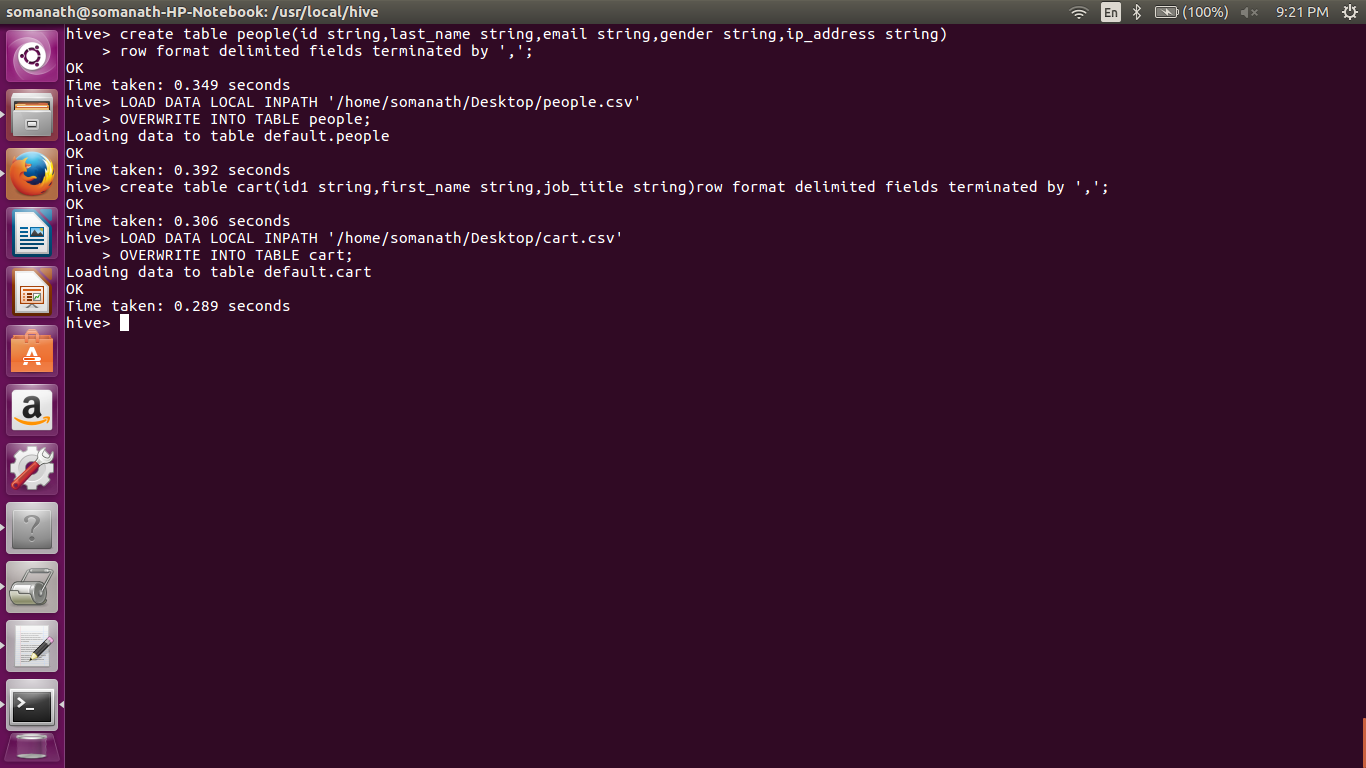 somanath@somanath-HP-Notebook: /usr/local/hive
En
(100%)
9:21 PM
hive> create table people(id string,last_name string,email string,gender string,ip_address string)
    > row format delimited fields terminated by ',';
OK
Time taken: 0.349 seconds
hive> LOAD DATA LOCAL INPATH '/home/somanath/Desktop/people.csv'
    > OVERWRITE INTO TABLE people;
Loading data to table default.people
OK
Time taken: 0.392 seconds
hive> create table cart(id1 string,first_name string,job_title string)row format delimited fields terminated by ',';
OK
Time taken: 0.306 seconds
hive> LOAD DATA LOCAL INPATH '/home/somanath/Desktop/cart.csv'
    > OVERWRITE INTO TABLE cart;
Loading data to table default.cart
OK
Time taken: 0.289 seconds
hive>